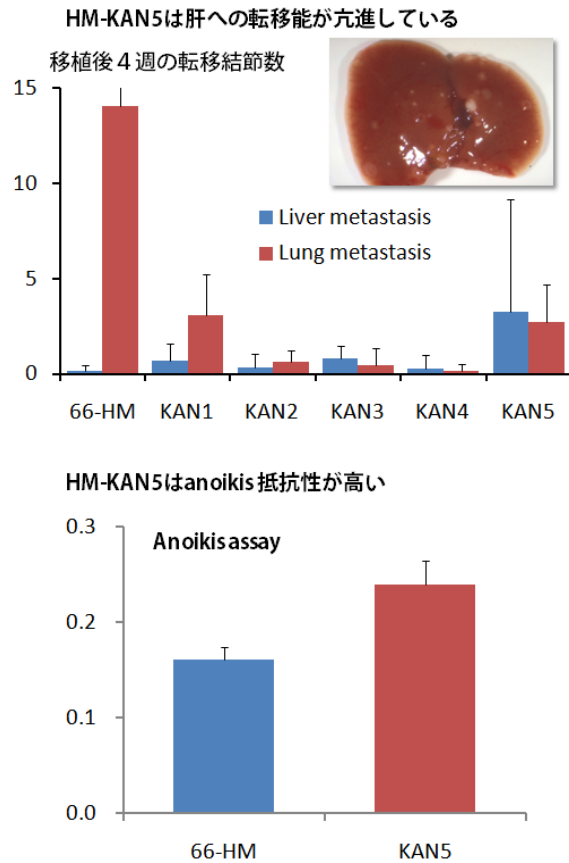 HM-KAN5は肝への転移能が亢進している
移植後４週の転移結節数
15
10
5
0
Liver metastasis
Lung metastasis
66-HM KAN1 KAN2 KAN3 KAN4 KAN5
HM-KAN5はanoikis 抵抗性が高い
Anoikis assay
0.3
0.2
0.1
0.0
66-HM KAN5